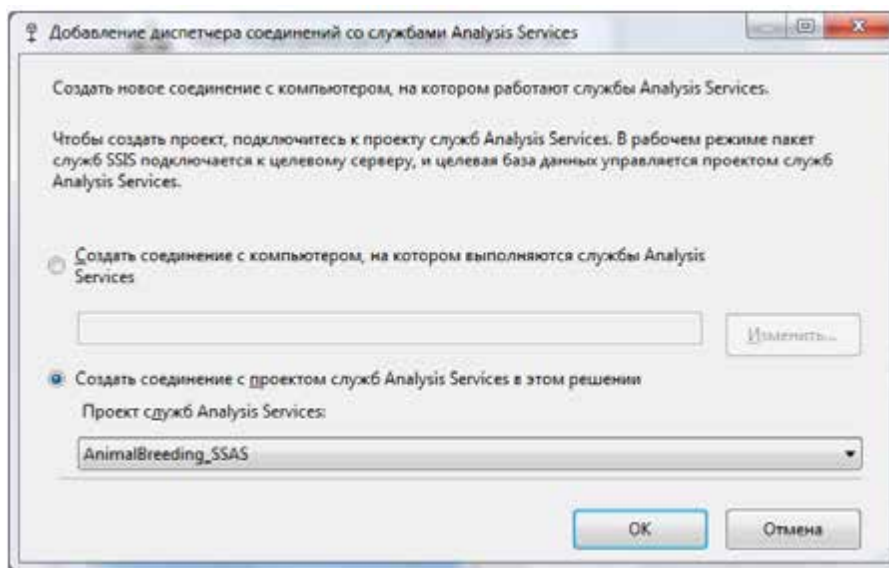 Добавление диспетчера соединений со службами Analysis Services
Создать новое соединение с компьютером, на котором работают службы Analysis Services.
Чтобы создать проект, подключитесь к проекту служб Analysis Services. В рабочем режиме пакет
служб SSIS подключается к целевому серверу, и целевая база данных управляется проектом служб
Analysis Services.
Создать соединение с компьютером, на котором выполняются службы Analysis
Services
Изменить...
Создать соединение с проектом служб Analysis Services в этом решении
Проект служб Analysis Services:
AnimalBreeding_SSAS
OK
Отмена